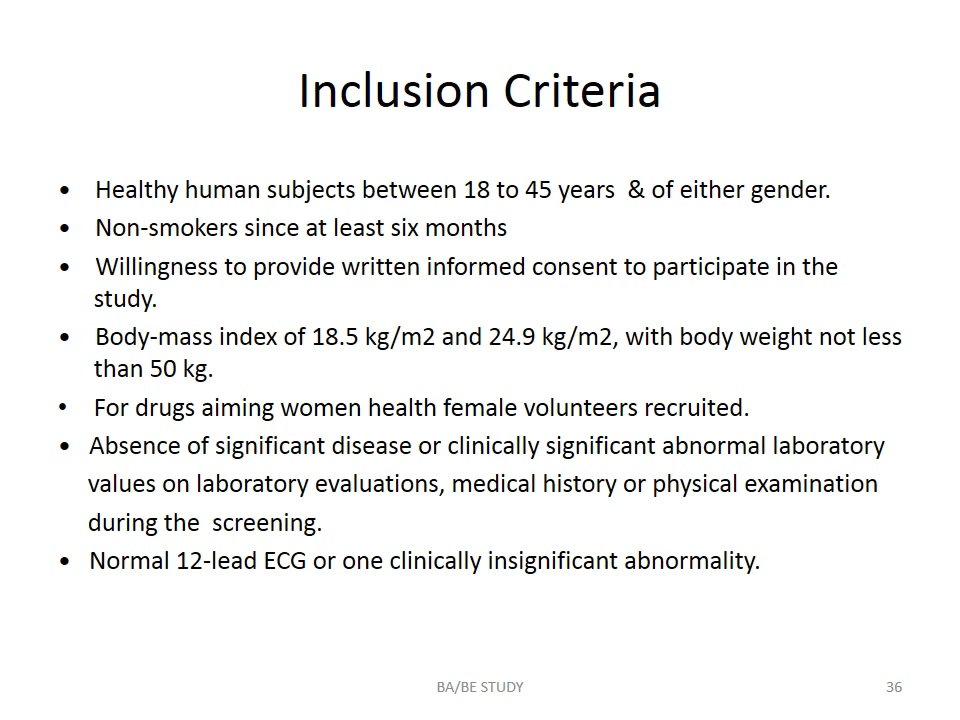 Inclusion Criteria
• Healthy human subjects between 18 to 45 years & of either gender.
• Non-smokers since at least six months
• Willingness to provide written informed consent to participate in the
study.
• Body-mass index of 18.5 kg/m2 and 24.9 kg/m2, with body weight not less
than 50 kg.
• For drugs aiming women health female volunteers recruited.
• Absence of significant disease or clinically significant abnormal laboratory
values on laboratory evaluations, medical history or physical examination
during the screening.
• Normal 12-lead ECG or one clinically insignificant abnormality.
BA/BE STUDY
36